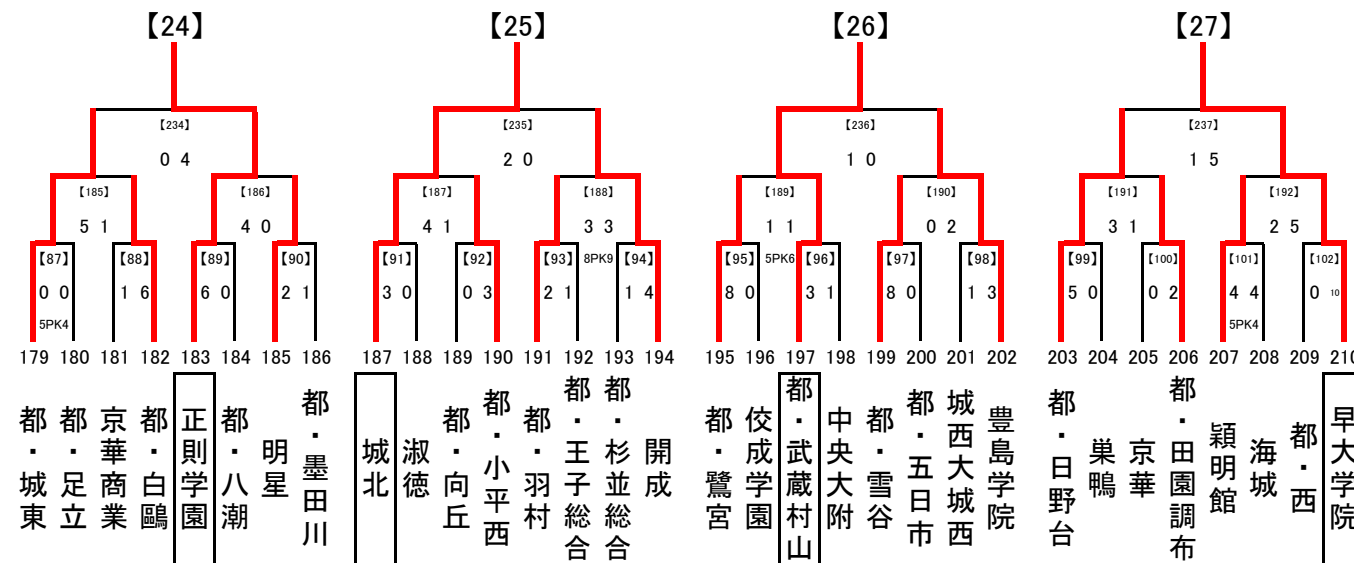 【24】 【25】 【26】 【27】
【234】 【235】 【236】 【237】
0 4 2 0 1 0 1 5
【185】 【186】 【187】 【188】 【189】 【190】 【191】 【192】
5 1 4 0 4 1 3 3 1 1 0 2 3 1 2 5
【87】 【88】 【89】 【90】 【91】 【92】 【93】 8PK9 【94】 【95】 5PK6 【96】 【97】 【98】 【99】 【100】 【101】 【102】
0 0 1 6 6 0 2 1 3 0 0 3 2 1 1 4 8 0 3 1 8 0 1 3 5 0 0 2 4 4 0 10
5PK4 5PK4
179 180 181 182 183 184 185 186 187 188 189 190 191 192 193 194 195 196 197 198 199 200 201 202 203 204 205 206 207 208 209 210
都・城東
都・足立
京華商業
都・白鷗
正則学園
都・八潮
明星
都・墨田川
城北
淑徳
都・向丘
都・小平西
都・羽村
都・王子総合
都・杉並総合
開成
都・鷺宮
佼成学園
都・武蔵村山
中央大附
都・雪谷
都・五日市
城西大城西
豊島学院
都・日野台
巣鴨
京華
都・田園調布
穎明館
海城
都・西
早大学院